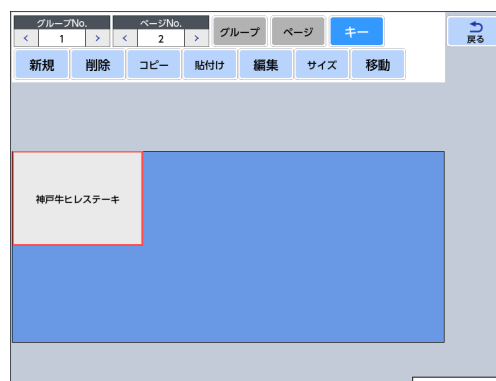 グループNo.
ページNo.
< 1 >
< 2 >
グループ
ページ
キー
戻る
新規
削除
コピー
貼付け
編集
サイズ
移動
神戸牛ヒレステーキ